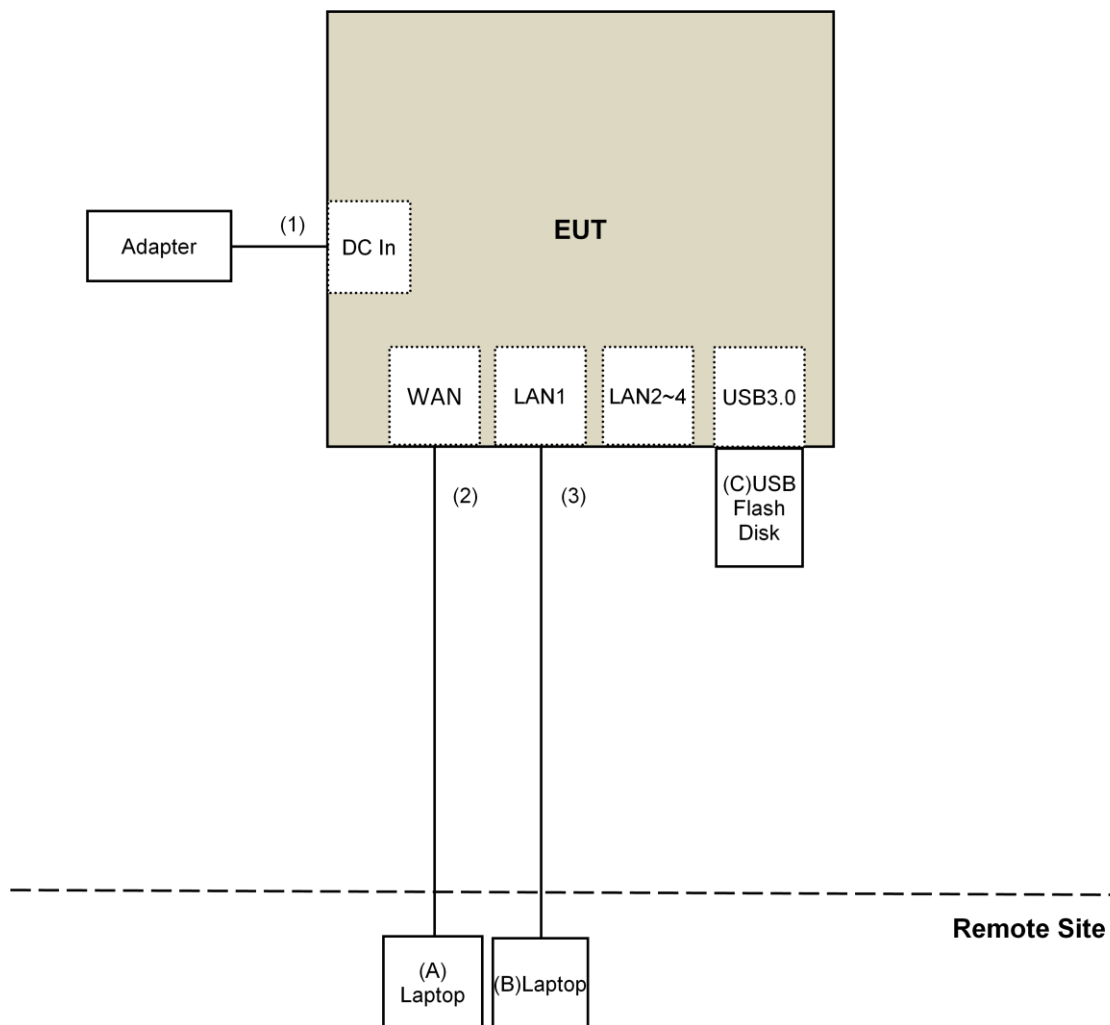 EUT
(1)
Adapter
DC In
WAN
LAN1
LAN2~4
USB3.0
(2)
(3)
(C)USB
Flash
Disk
Remote Site
(A)
Laptop
(B)Laptop